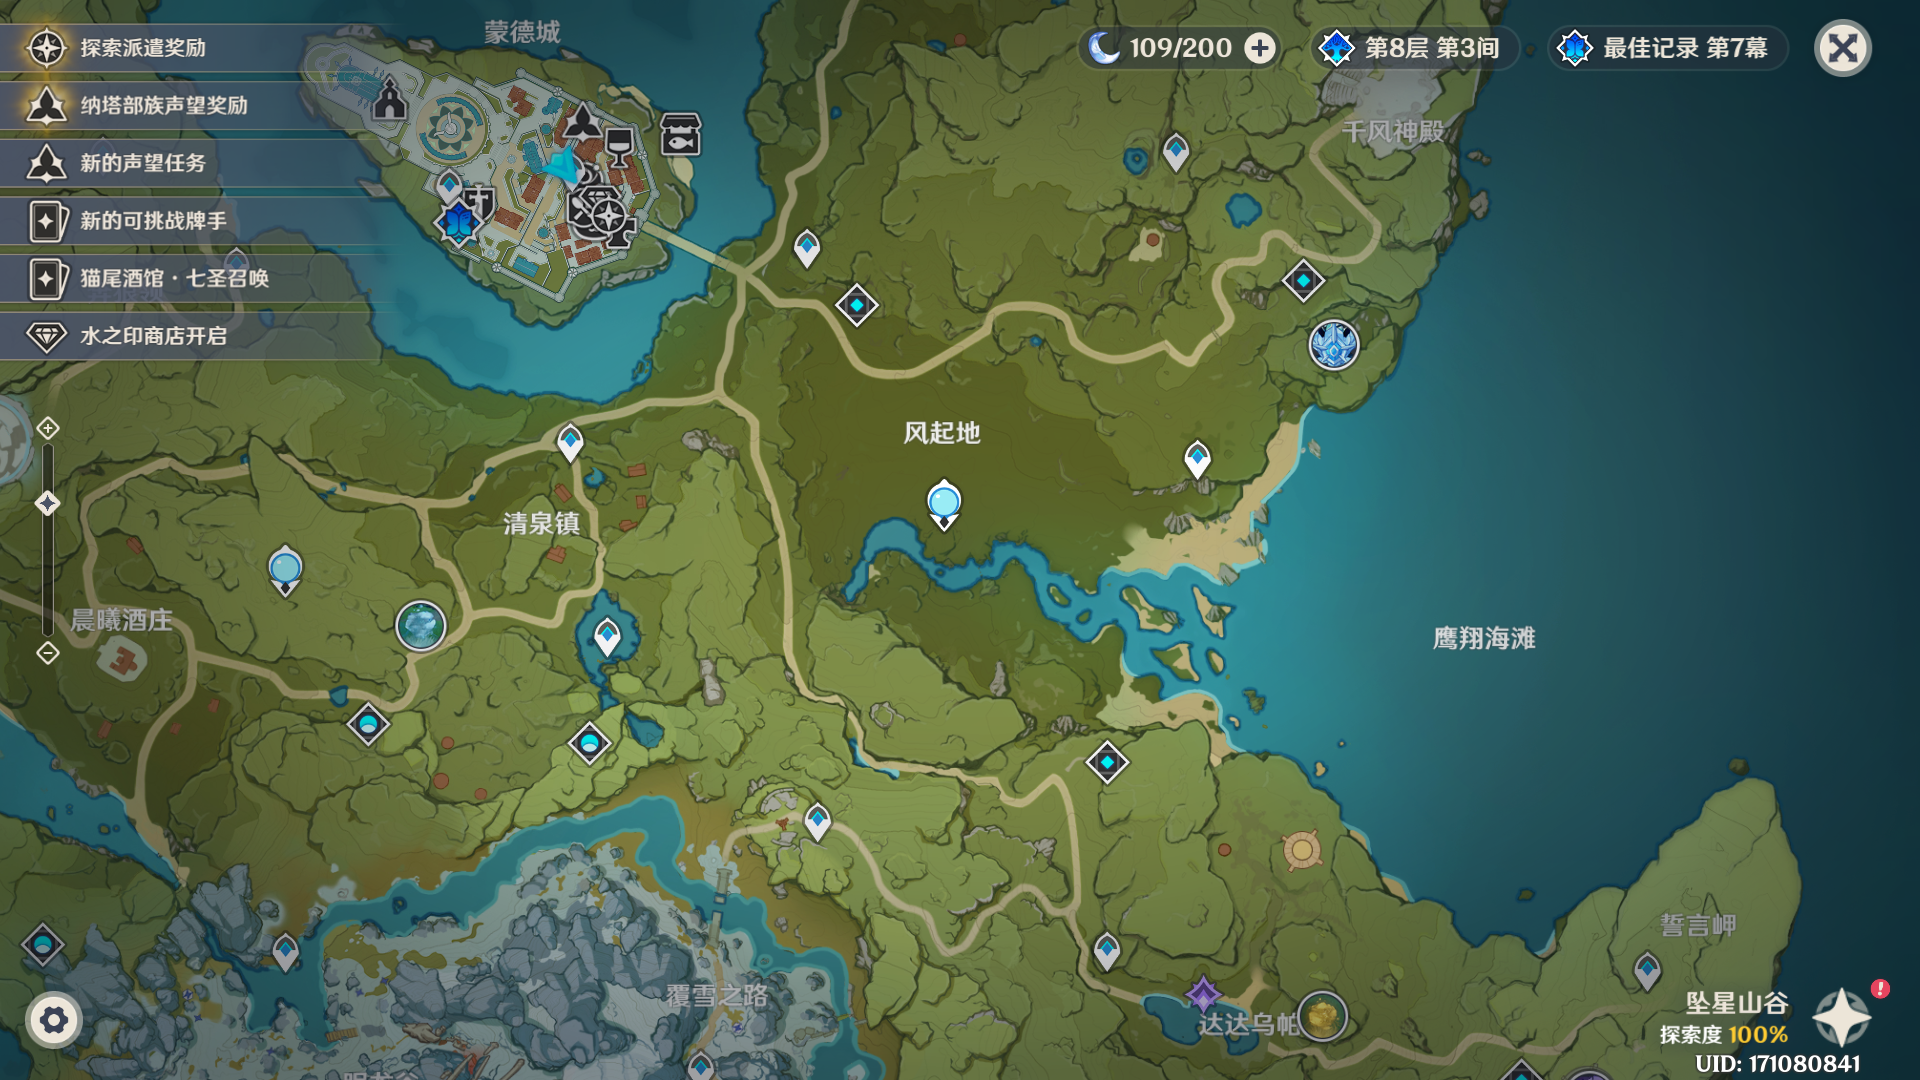 蒙德城
探索派遣奖励
109/200
第8层 第3间
最佳记录 第7幕
纳塔部族声望奖励
千风神殿
新的声望任务
新的可挑战牌手
猫尾酒馆·七圣召唤
水之印商店开启
风起地
清泉镇
晨曦酒庄
鹰翔海滩
誓言岬
覆雪之路
坠星山谷
达达乌帕
探索度 100%
UID: 171080841